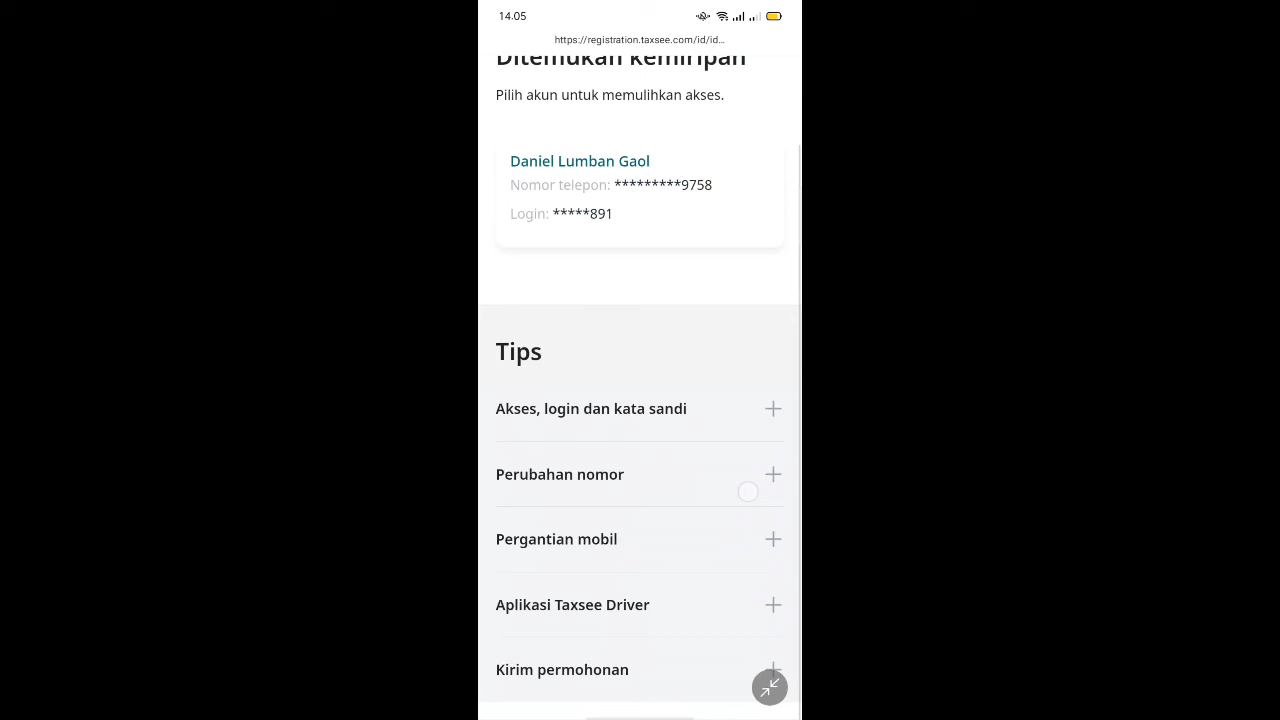 14.05
https://registration.taxsee.com/id/id...
Ditemukan kemiripan
Pilih akun untuk memulihkan akses.
Daniel Lumban Gaol
Nomor telepon: *********9758
Login: *****891
Tips
Akses, login dan kata sandi
Perubahan nomor
Pergantian mobil
Aplikasi Taxsee Driver
Kirim permohonan